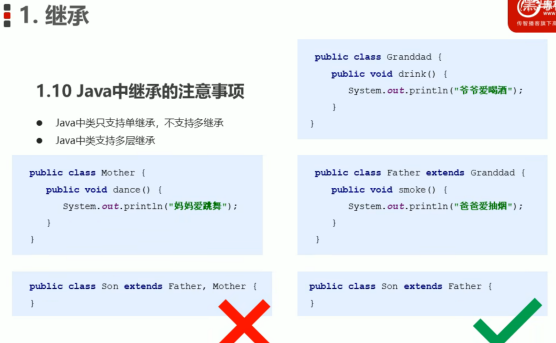 1. 继承
1.10 Java中继承的注意事项
● Java中类只支持单继承，不支持多继承
● Java中类支持多层继承
public class Granddad {
public void drink() {
System.out.println("爷爷爱喝酒");
}
}
public class Mother {
public void dance() {
System.out.println("妈妈爱跳舞");
}
}
public class Father extends Granddad {
public void smoke() {
System.out.println("爸爸爱抽烟");
}
}
public class Son extends Father, Mother {
}
public class Son extends Father {
}